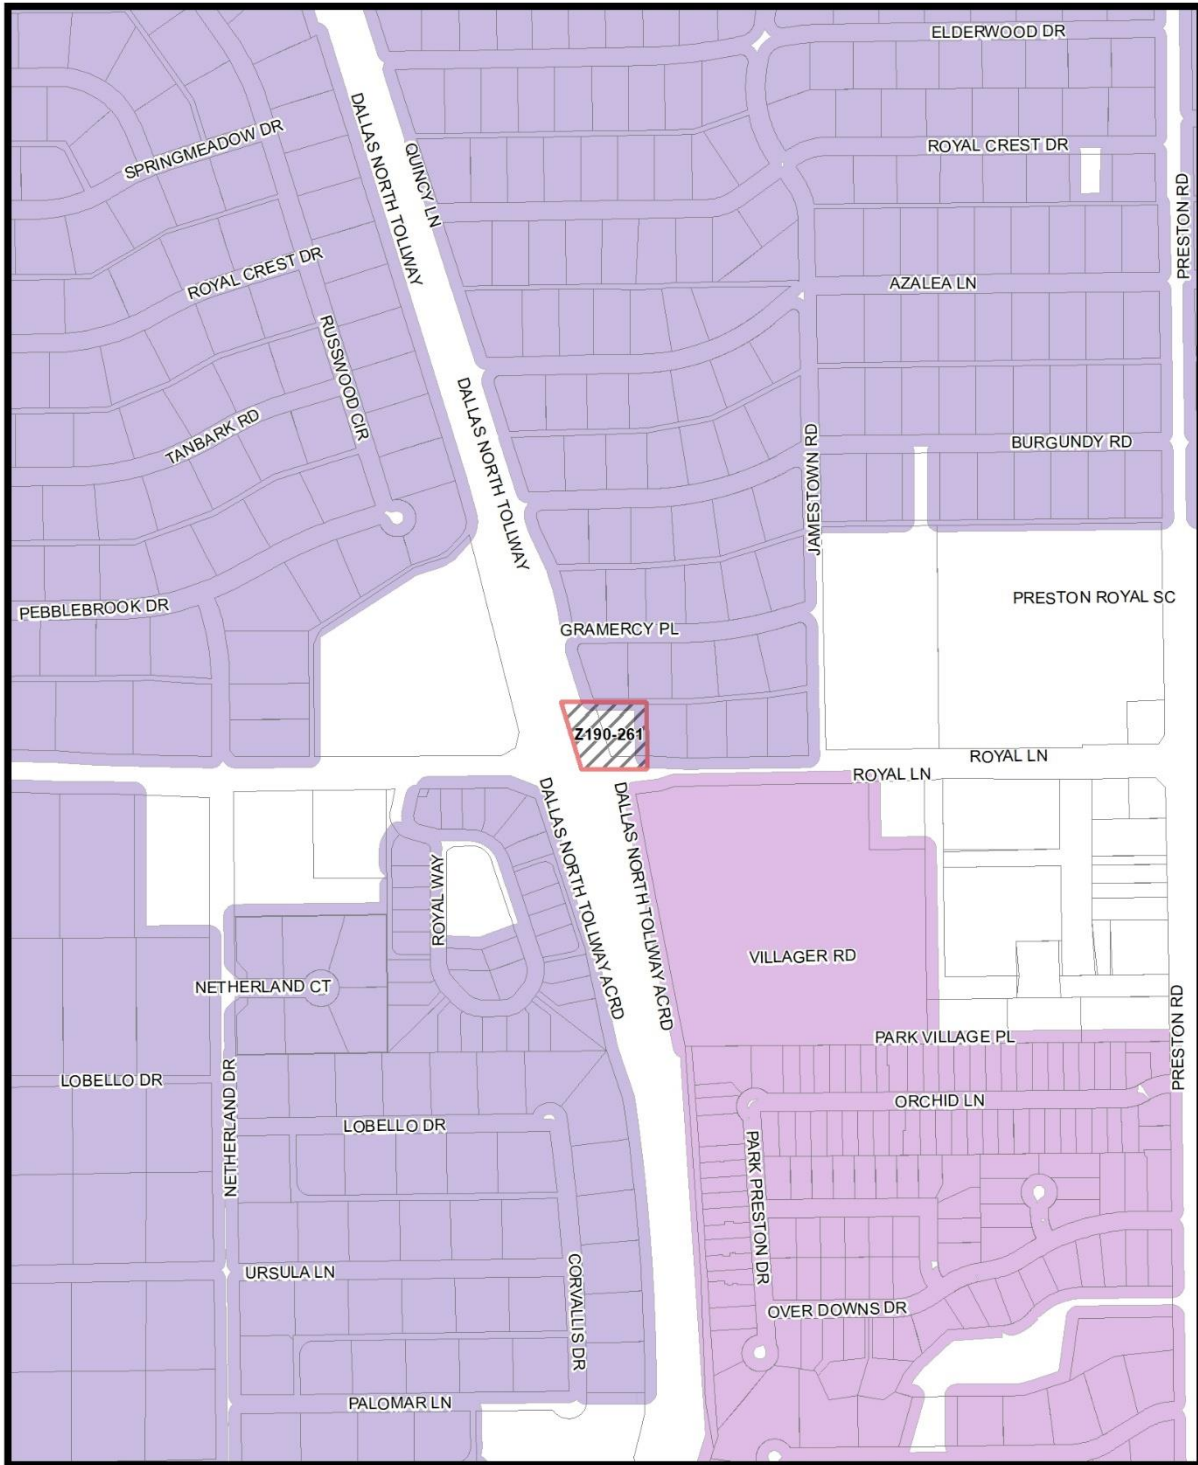 ELDERWOOD DR
SPRINGMEADOW DR
DALLAS NORTH TOLLWAY
QUINCY LN
ROYAL CREST DR
PRESTON RD
ROYAL CREST DR
AZALEA LN
RUSSWOOD CIR
DALLAS NORTH TOLLWAY
TANBARK RD
JAMESTOWN RD
BURGUNDY RD
PEBBLEBROOK DR
PRESTON ROYAL SC
GRAMERCY PL
Z190-261
ROYAL LN
ROYAL LN
DALLAS NORTH TOLLWAY ACRD
DALLAS NORTH TOLLWAY ACRD
ROYAL WAY
VILLAGER RD
NETHERLAND CT
PARK VILLAGE PL
PRESTON RD
LOBELLO DR
NETHERLAND DR
ORCHID LN
LOBELLO DR
PARK PRESTON DR
URSULA LN
CORVALLIS DR
OVER DOWNS DR
PALOMAR LN